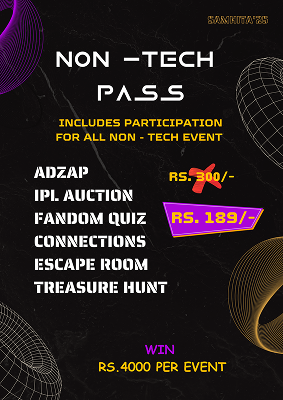 SAMHITA'25
NON –TECH
PASS
INCLUDES PARTICIPATION
FOR ALL NON - TECH EVENT
ADZAP
RS. 300/-
IPL AUCTION
FANDOM QUIZ
RS. 189/-
CONNECTIONS
ESCAPE ROOM
TREASURE HUNT
WIN
RS.4000 PER EVENT